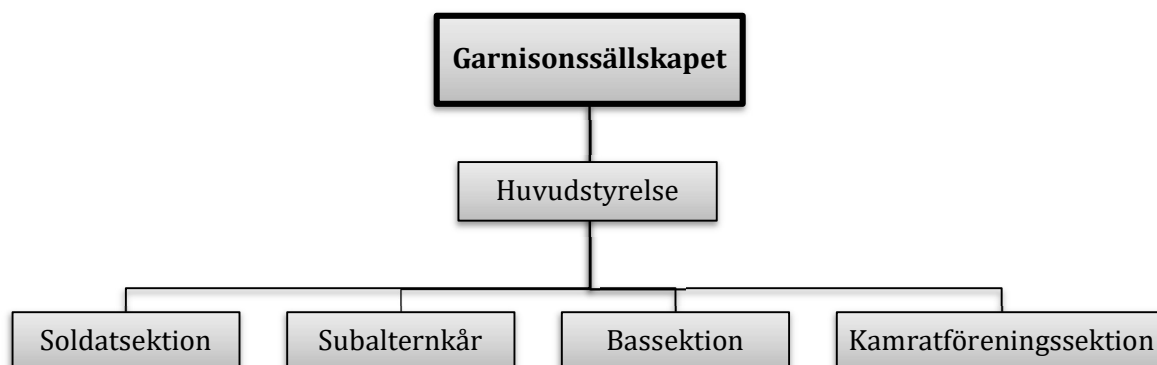 Garnisonssällskapet
Huvudstyrelse
Soldatsektion
Subalternkår
Bassektion
Kamratföreningssektion